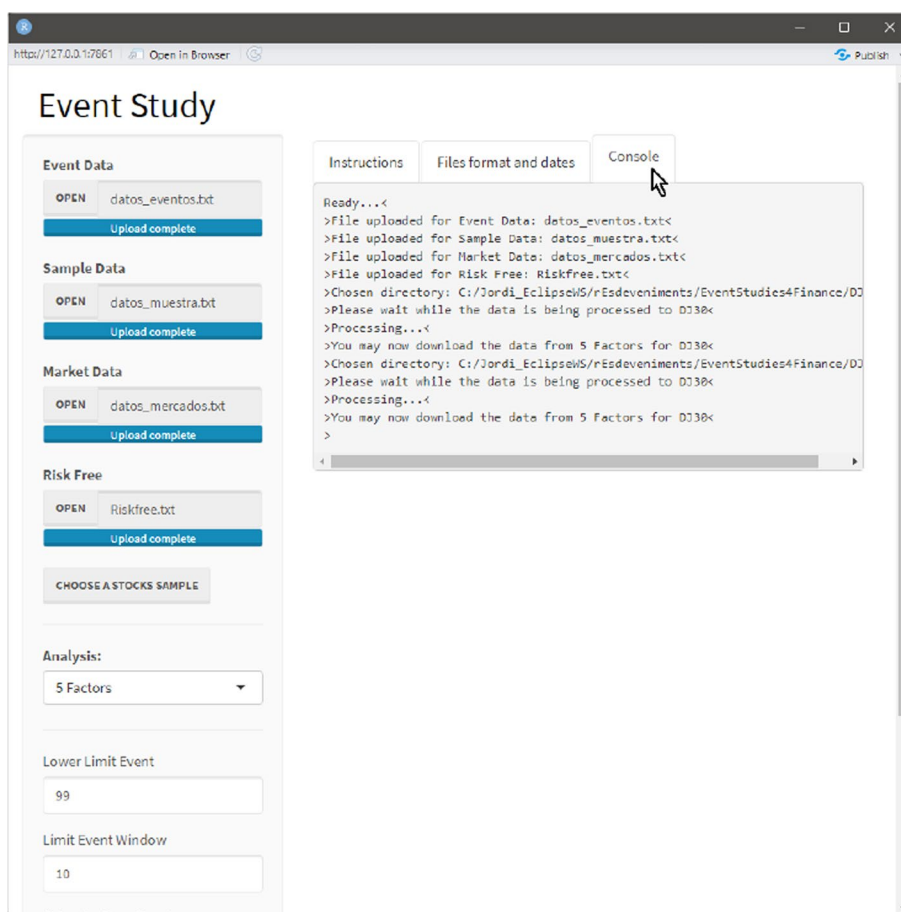 http://127.0.0.1:7861 Open in Browser Publish
Event Study
Event Data
OPEN datos_eventos.txt
Upload complete
Sample Data
OPEN datos_muestra.txt
Upload complete
Market Data
OPEN datos_mercados.txt
Upload complete
Risk Free
OPEN Riskfree.txt
Upload complete
CHOOSE A STOCKS SAMPLE
Analysis:
5 Factors
Lower Limit Event
99
Limit Event Window
10
Instructions Files format and dates Console
Ready...<
>File uploaded for Event Data: datos_eventos.txt<
>File uploaded for Sample Data: datos_muestra.txt<
>File uploaded for Market Data: datos_mercados.txt<
>File uploaded for Risk Free: Riskfree.txt<
>Chosen directory: C:/Jordi_EclipseWS/rEsdeveniments/EventStudies4Finance/DJ
>Please wait while the data is being processed to DJ30<
>Processing...<
>You may now download the data from 5 Factors for DJ30<
>Chosen directory: C:/Jordi_EclipseWS/rEsdeveniments/EventStudies4Finance/DJ
>Please wait while the data is being processed to DJ30<
>Processing...<
>You may now download the data from 5 Factors for DJ30<
>